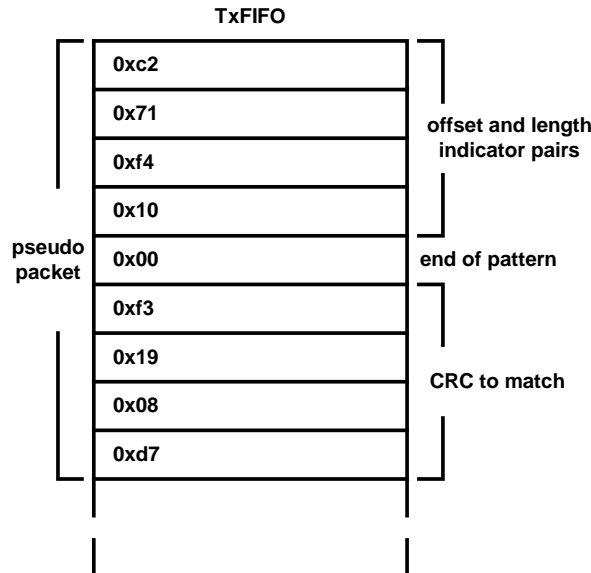 TxFIFO
0xc2
0x71
0xf4
0x10
0x00
0xf3
0x19
0x08
0xd7
pseudo
packet
offset and length
indicator pairs
end of pattern
CRC to match